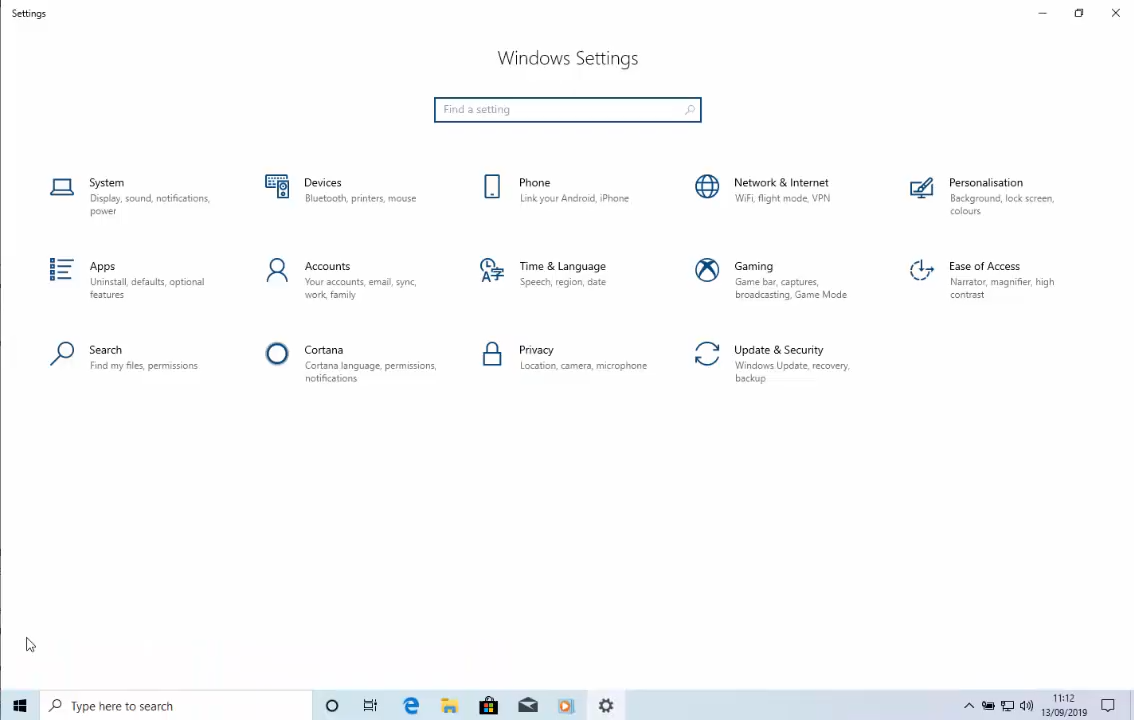 Settings
Windows Settings
Find a setting
System
Display, sound, notifications,
power
Devices
Bluetooth, printers, mouse
Phone
Link your Android, iPhone
Network & Internet
WiFi, flight mode, VPN
Personalisation
Background, lock screen,
colours
Apps
Uninstall, defaults, optional
features
Accounts
Your accounts, email, sync,
work, family
Time & Language
Speech, region, date
Gaming
Game bar, captures,
broadcasting, Game Mode
Ease of Access
Narrator, magnifier, high
contrast
Search
Find my files, permissions
Cortana
Cortana language, permissions,
notifications
Privacy
Location, camera, microphone
Update & Security
Windows Update, recovery,
backup
Type here to search
11:12
13/09/2019